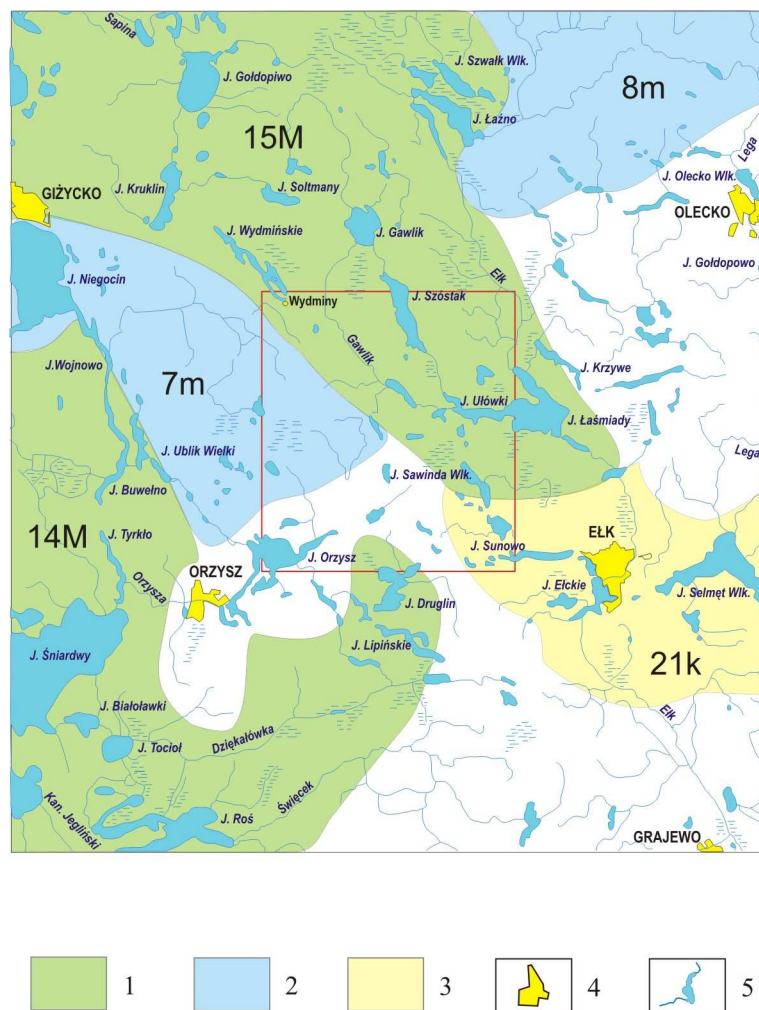 Sapina
J. Szwałk Wlk.
J. Gołdopiwo
8m
J. Łaźno
15M
Lega
J. Olecko Wlk.
J. Kruklin
J. Sołtmany
GIŻYCKO
OLECKO
J. Wydmińskie
J. Gawlik
J. Gołdopowo
Ełk
J. Niegocin
J. Szóstak
Wydminy
Gawlik
J.Wojnowo
J. Krzywe
7m
J. Ułówki
J. Łaśmiady
J. Ublik Wielki
Lega
J. Sawinda Wlk.
J. Buwełno
14M
J. Tyrkło
EŁK
J. Sunowo
J. Orzysz
Orzysza
ORZYSZ
J. Ełckie
J. Selmęt Wlk.
J. Druglin
J. Lipińskie
J. Śniardwy
21k
J. Białoławki
Ełk
Dziękałówka
J. Tocioł
Kan. Jegliński
J. Roś
Święcek
GRAJEWO
1
2
3
4
5